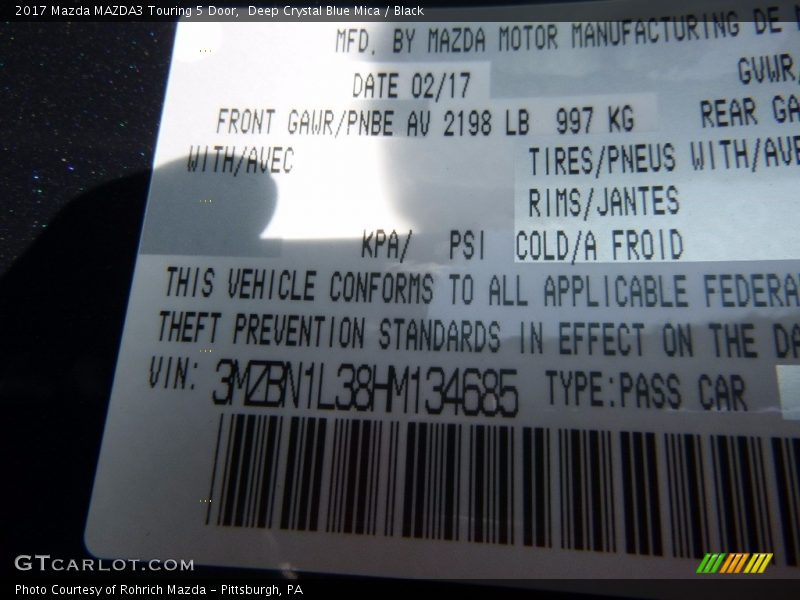 2017 Mazda MAZDA3 Touring 5 Door, Deep Crystal Blue Mica / Black
MFD. BY MAZDA MOTOR MANUFACTURING DE
DATE 02/17
GVWR/
FRONT GAWR/PNBE AV 2198 LB 997 KG
REAR GA
WITH/AVEC
TIRES/PNEUS WITH/AVE
RIMS/JANTES
KPA/ PSI COLD/A FROID
THIS VEHICLE CONFORMS TO ALL APPLICABLE FEDERA
THEFT PREVENTION STANDARDS IN EFFECT ON THE DA
VIN: 3MZBN1L38HM134685 TYPE:PASS CAR
GTCARLOT.COM
Photo Courtesy of Rohrich Mazda - Pittsburgh, PA